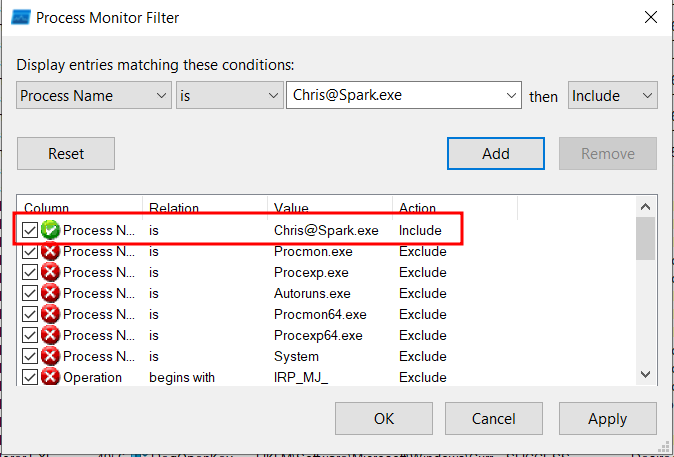 Process Monitor Filter
Display entries matching these conditions:
Process Name is Chris@Spark.exe then Include
Reset Add Remove
Column Relation Value Action
Process N... is Chris@Spark.exe Include
Process N... is Procmon.exe Exclude
Process N... is Procexp.exe Exclude
Process N... is Autoruns.exe Exclude
Process N... is Procmon64.exe Exclude
Process N... is Procexp64.exe Exclude
Process N... is System Exclude
Operation begins with IRP_MJ_ Exclude
OK Cancel Apply